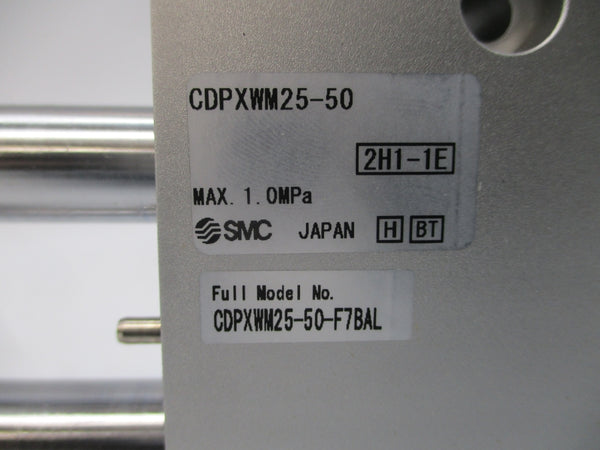 CDPXWM25-50
2H1-1E
MAX. 1.0MPa
SMC JAPAN H BT
Full Model No.
CDPXWM25-50-F7BAL